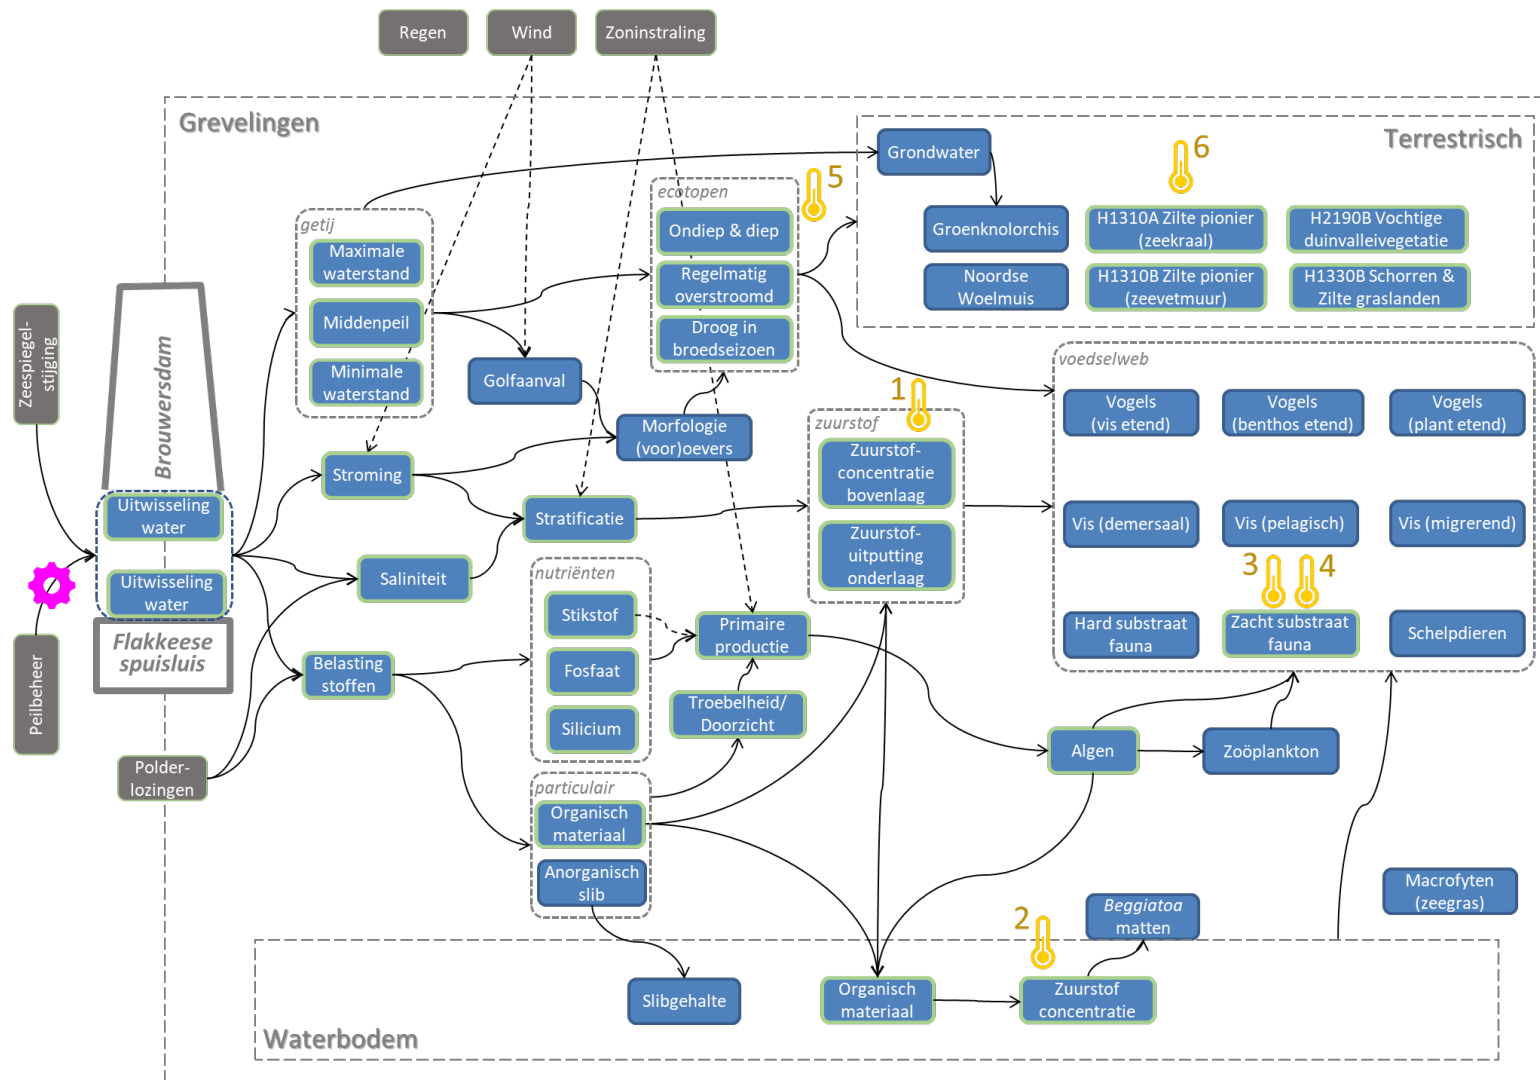 Regen
Wind
Zoninstraling
Grevelingen
Terrestrisch
Grondwater
6
5
ecotopen
getij
Ondiep & diep
Groenknolorchis
H1310A Zilte pionier
(zeekraal)
H2190B Vochtige
duinvalleivegetatie
Maximale
waterstand
Regelmatig
overstroomd
Noordse
Woelmuis
H1310B Zilte pionier
(zeevetmuur)
H1330B Schorren &
Zilte graslanden
Middenpeil
Droog in
broedseizoen
Zeespiegel-
stijging
Brouwersdam
Minimale
waterstand
Golfaanval
voedselweb
1
Vogels
(vis etend)
Vogels
(benthos etend)
Vogels
(plant etend)
zuurstof
Morfologie
(voor)oevers
Zuurstof-
concentratie
bovenlaag
Stroming
Uitwisseling
water
Stratificatie
Vis (demersaal)
Vis (pelagisch)
Vis (migrerend)
Zuurstof-
uitputting
onderlaag
Uitwisseling
water
Saliniteit
nutriënten
3
4
Stikstof
Flakkeese
spuisluis
Primaire
productie
Hard substraat
fauna
Zacht substraat
fauna
Schelpdieren
Peilbeheer
Belasting
stoffen
Fosfaat
Troebelheid/
Doorzicht
Silicium
Algen
Zoöplankton
Polder-
lozingen
particulair
Organisch
materiaal
Anorganisch
slib
Macrofyten
(zeegras)
Beggiatoa
matten
2
Slibgehalte
Organisch
materiaal
Zuurstof
concentratie
Waterbodem